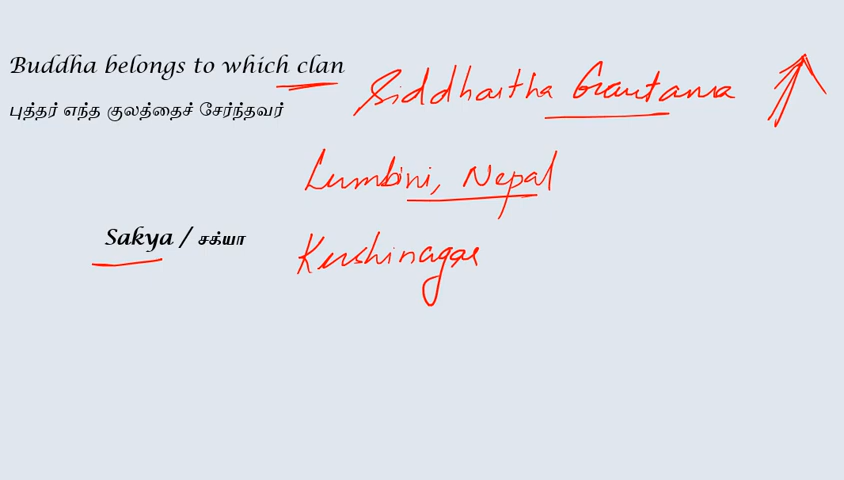 Buddha belongs to which clan
புத்தர் எந்த குலத்தைச் சேர்ந்தவர்
Siddhartha Gautama
Lumbini, Nepal
Sakya / சக்யா
Kushinagar